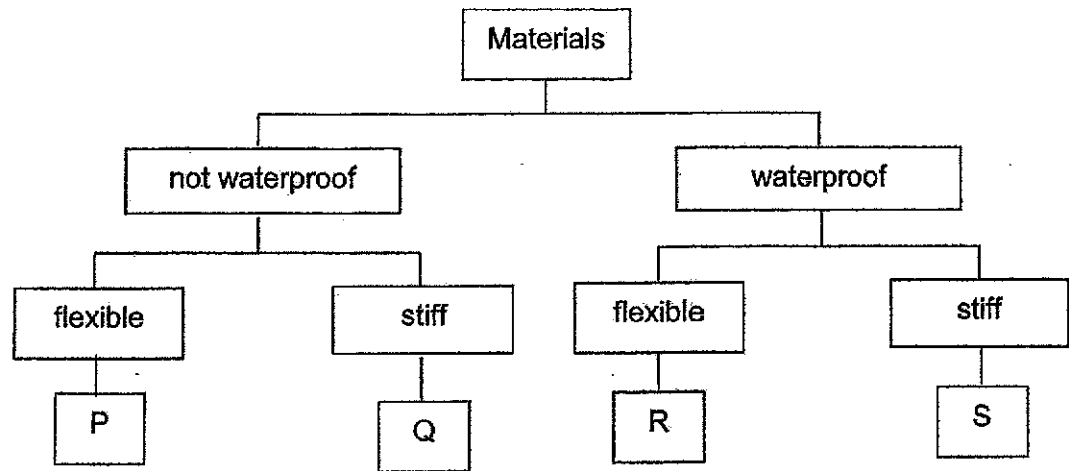 Materials
not waterproof
waterproof
flexible
stiff
flexible
stiff
P
Q
R
S